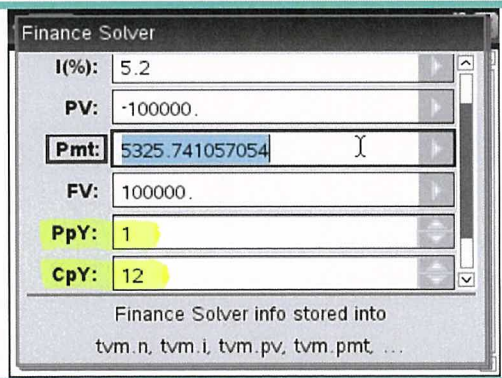 Finance Solver
I(%): 5.2
PV: -100000.
Pmt: 5325.741057054
FV: 100000.
PpY: 1
CpY: 12
Finance Solver info stored into
tvm.n, tvm.i, tvm.pv, tvm.pmt, ...